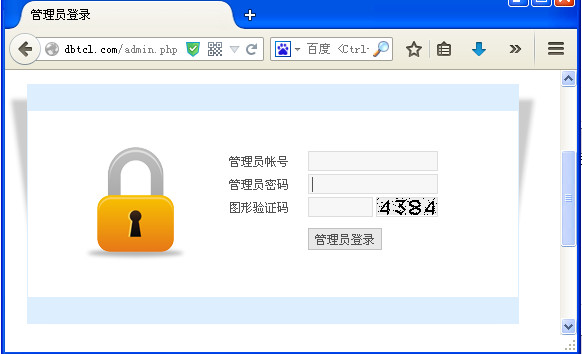 管理员登录
dbtcl.com/admin.php
百度 <Ctrl+
管理员帐号
管理员密码
图形验证码 4384
管理员登录